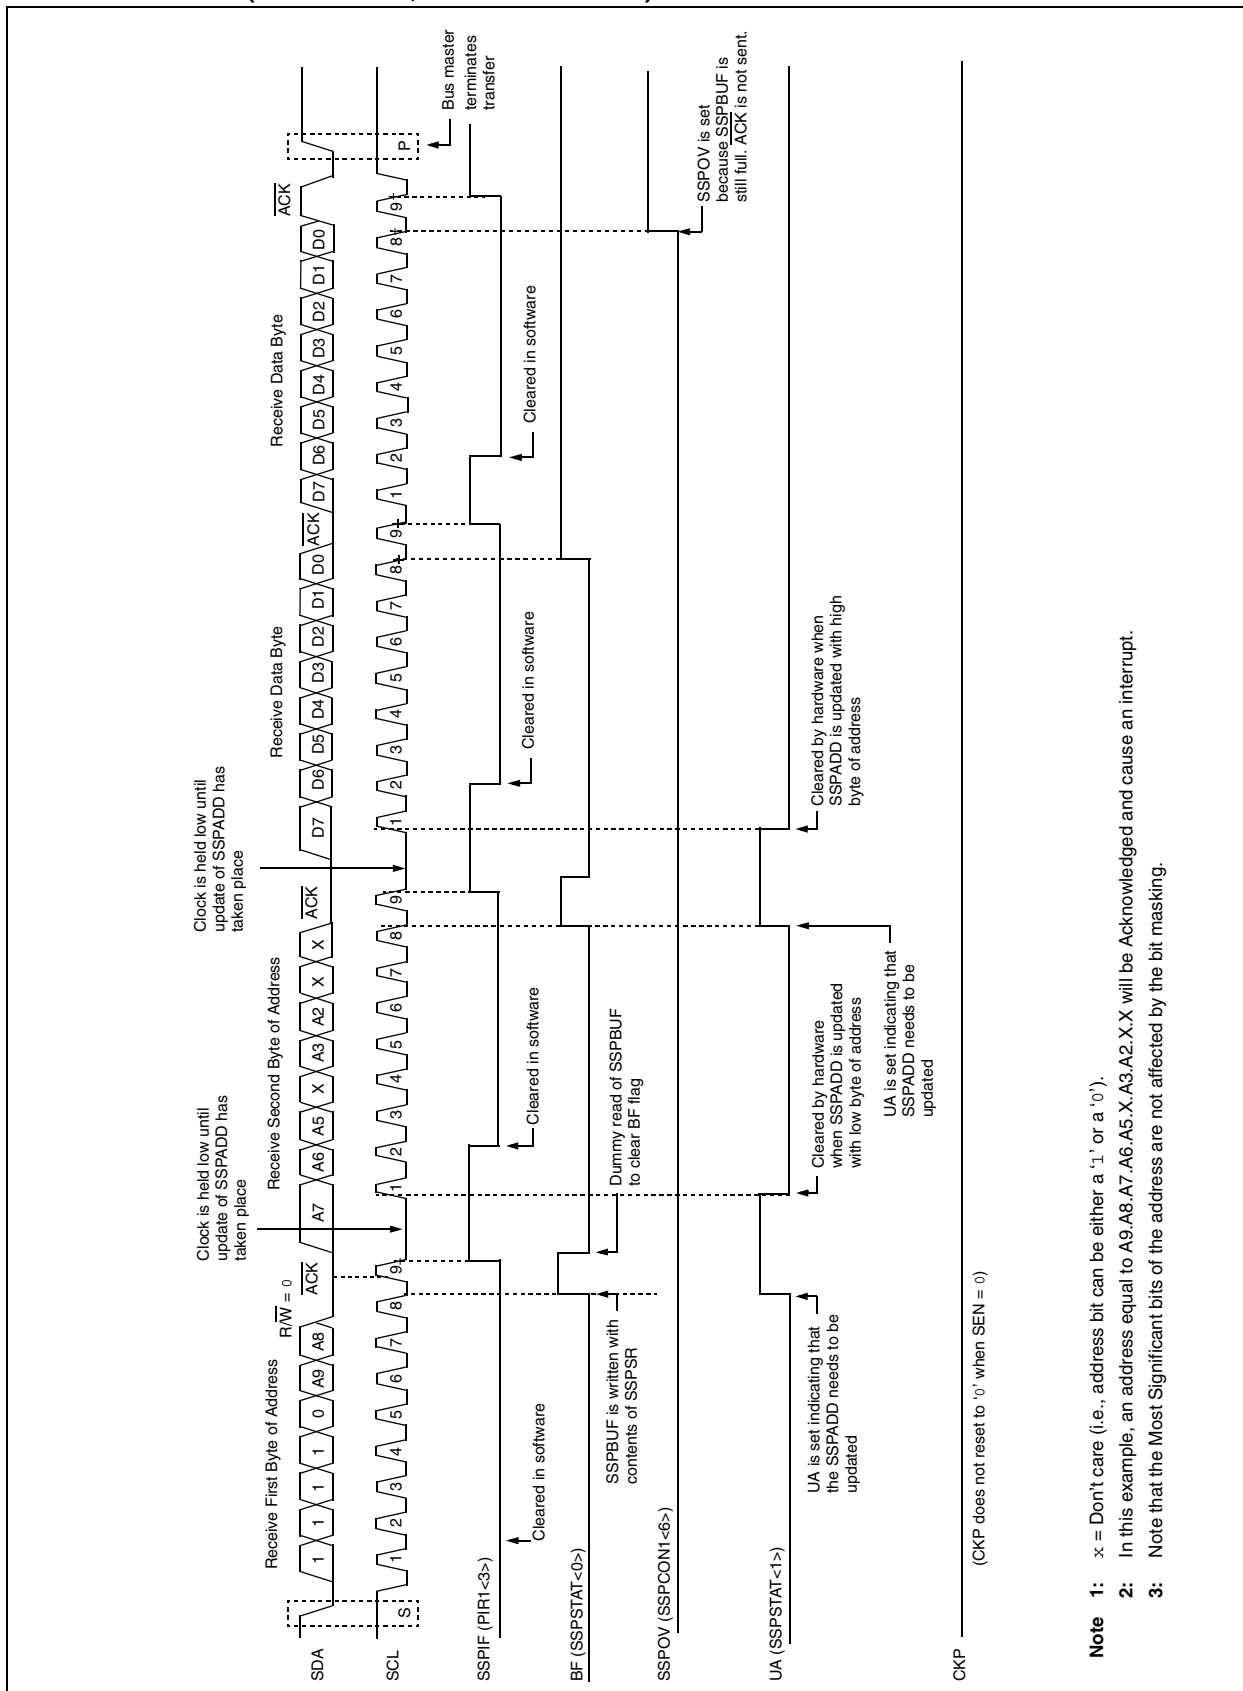 Receive First Byte of Address
R/W = 0
ACK
Clock is held low until
update of SSPADD has
taken place
Receive Second Byte of Address
ACK
Clock is held low until
update of SSPADD has
taken place
Receive Data Byte
ACK
Receive Data Byte
ACK
SDA
1 1 1 1 0 A9 A8 A7 A6 A5 X A3 A2 X X D7 D6 D5 D4 D3 D2 D1 D0 D7 D6 D5 D4 D3 D2 D1 D0
SCL
S 1 2 3 4 5 6 7 8 9 1 2 3 4 5 6 7 8 9 1 2 3 4 5 6 7 8 9 1 2 3 4 5 6 7 8 9 P
Bus master
terminates
transfer
SSPIF (PIR1<3>)
Cleared in software
Cleared in software
Cleared in software
Cleared in software
BF (SSPSTAT<0>)
SSPBUF is written with
contents of SSPSR
Dummy read of SSPBUF
to clear BF flag
SSPOV (SSPCON1<6>)
SSPOV is set
because SSPBUF is
still full. ACK is not sent.
UA (SSPSTAT<1>)
UA is set indicating that
the SSPADD needs to be
updated
Cleared by hardware
when SSPADD is updated
with low byte of address
UA is set indicating that
SSPADD needs to be
updated
Cleared by hardware when
SSPADD is updated with high
byte of address
CKP
(CKP does not reset to ‘0’ when SEN = 0)
Note 1: x = Don’t care (i.e., address bit can be either a ‘1’ or a ‘0’).
2: In this example, an address equal to A9.A8.A7.A6.A5.X.A3.A2.X.X will be Acknowledged and cause an interrupt.
3: Note that the Most Significant bits of the address are not affected by the bit masking.